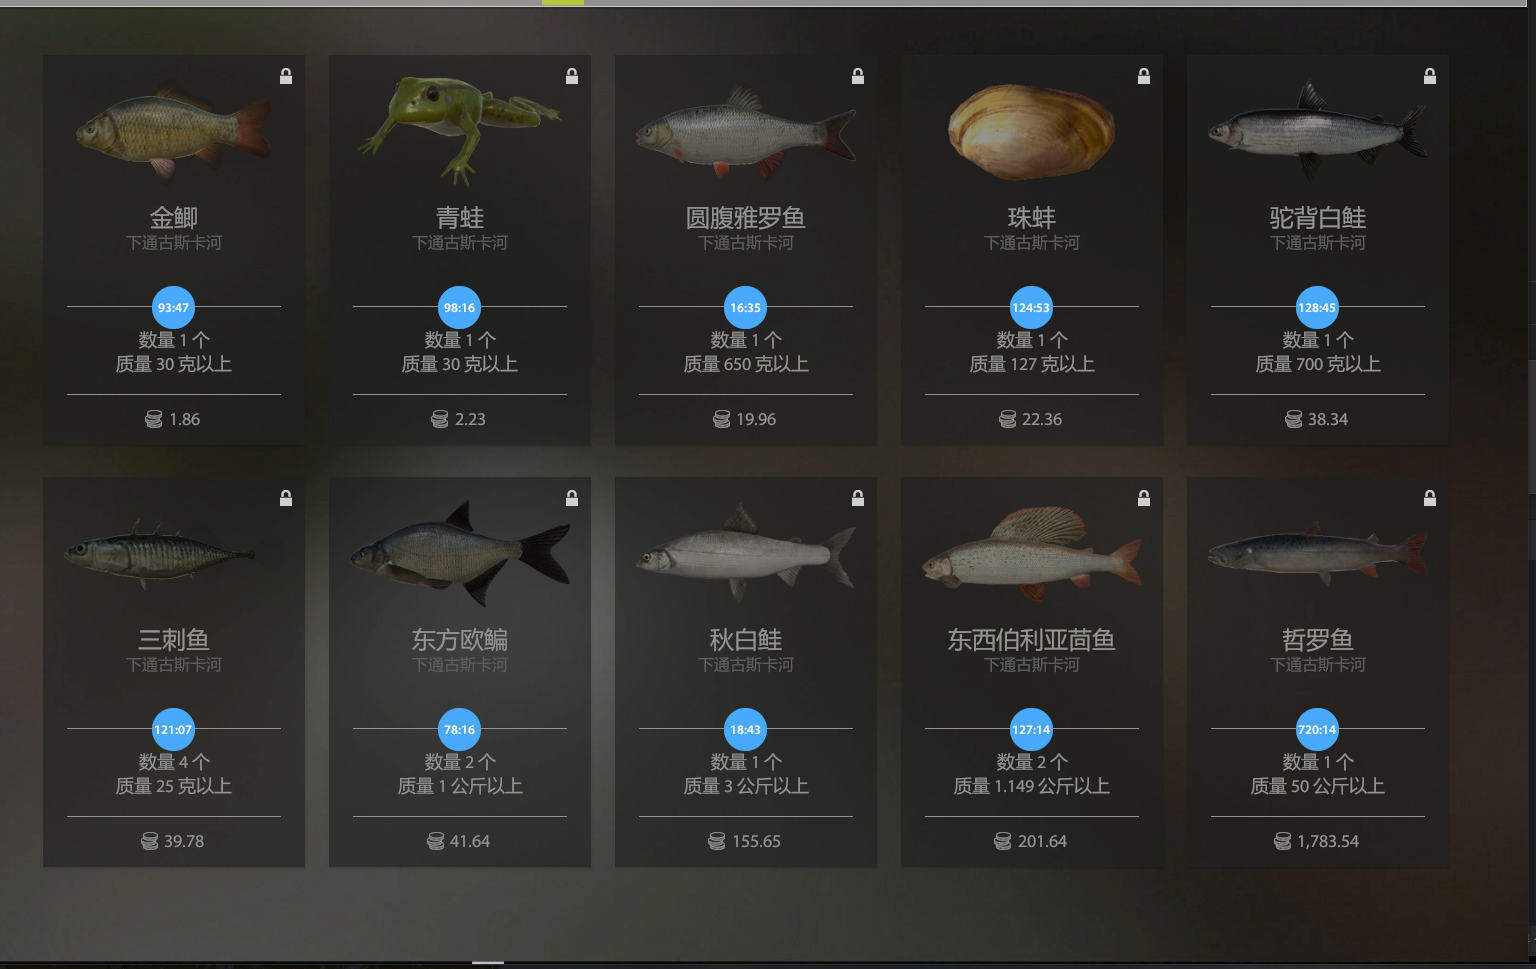 金鲫
下通古斯卡河
93:47
数量 1 个
质量 30 克以上
1.86
青蛙
下通古斯卡河
98:16
数量 1 个
质量 30 克以上
2.23
圆腹雅罗鱼
下通古斯卡河
16:35
数量 1 个
质量 650 克以上
19.96
珠蚌
下通古斯卡河
124:53
数量 1 个
质量 127 克以上
22.36
驼背白鲑
下通古斯卡河
128:45
数量 1 个
质量 700 克以上
38.34
三刺鱼
下通古斯卡河
121:07
数量 4 个
质量 25 克以上
39.78
东方欧鳊
下通古斯卡河
78:16
数量 2 个
质量 1 公斤以上
41.64
秋白鲑
下通古斯卡河
18:43
数量 1 个
质量 3 公斤以上
155.65
东西伯利亚茴鱼
下通古斯卡河
127:14
数量 2 个
质量 1.149 公斤以上
201.64
哲罗鱼
下通古斯卡河
720:14
数量 1 个
质量 50 公斤以上
1,783.54